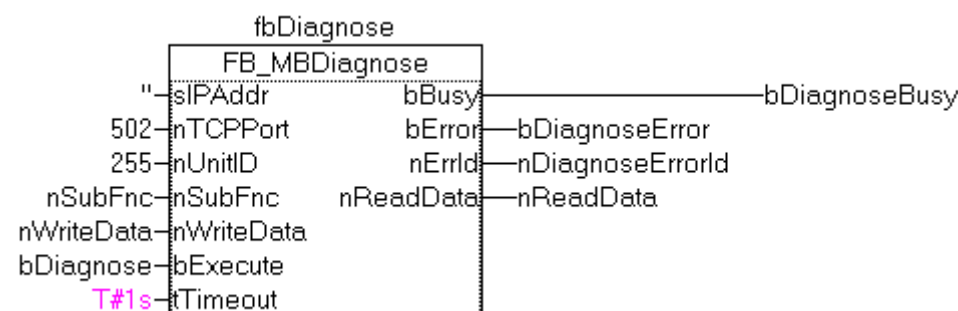 fbDiagnose
FB_MBDiagnose
'' sIPAddr bBusy bDiagnoseBusy
502 nTCPPort bError bDiagnoseError
255 nUnitID nErrId nDiagnoseErrorId
nSubFnc nSubFnc nReadData nReadData
nWriteData nWriteData
bDiagnose bExecute
T#1s tTimeout